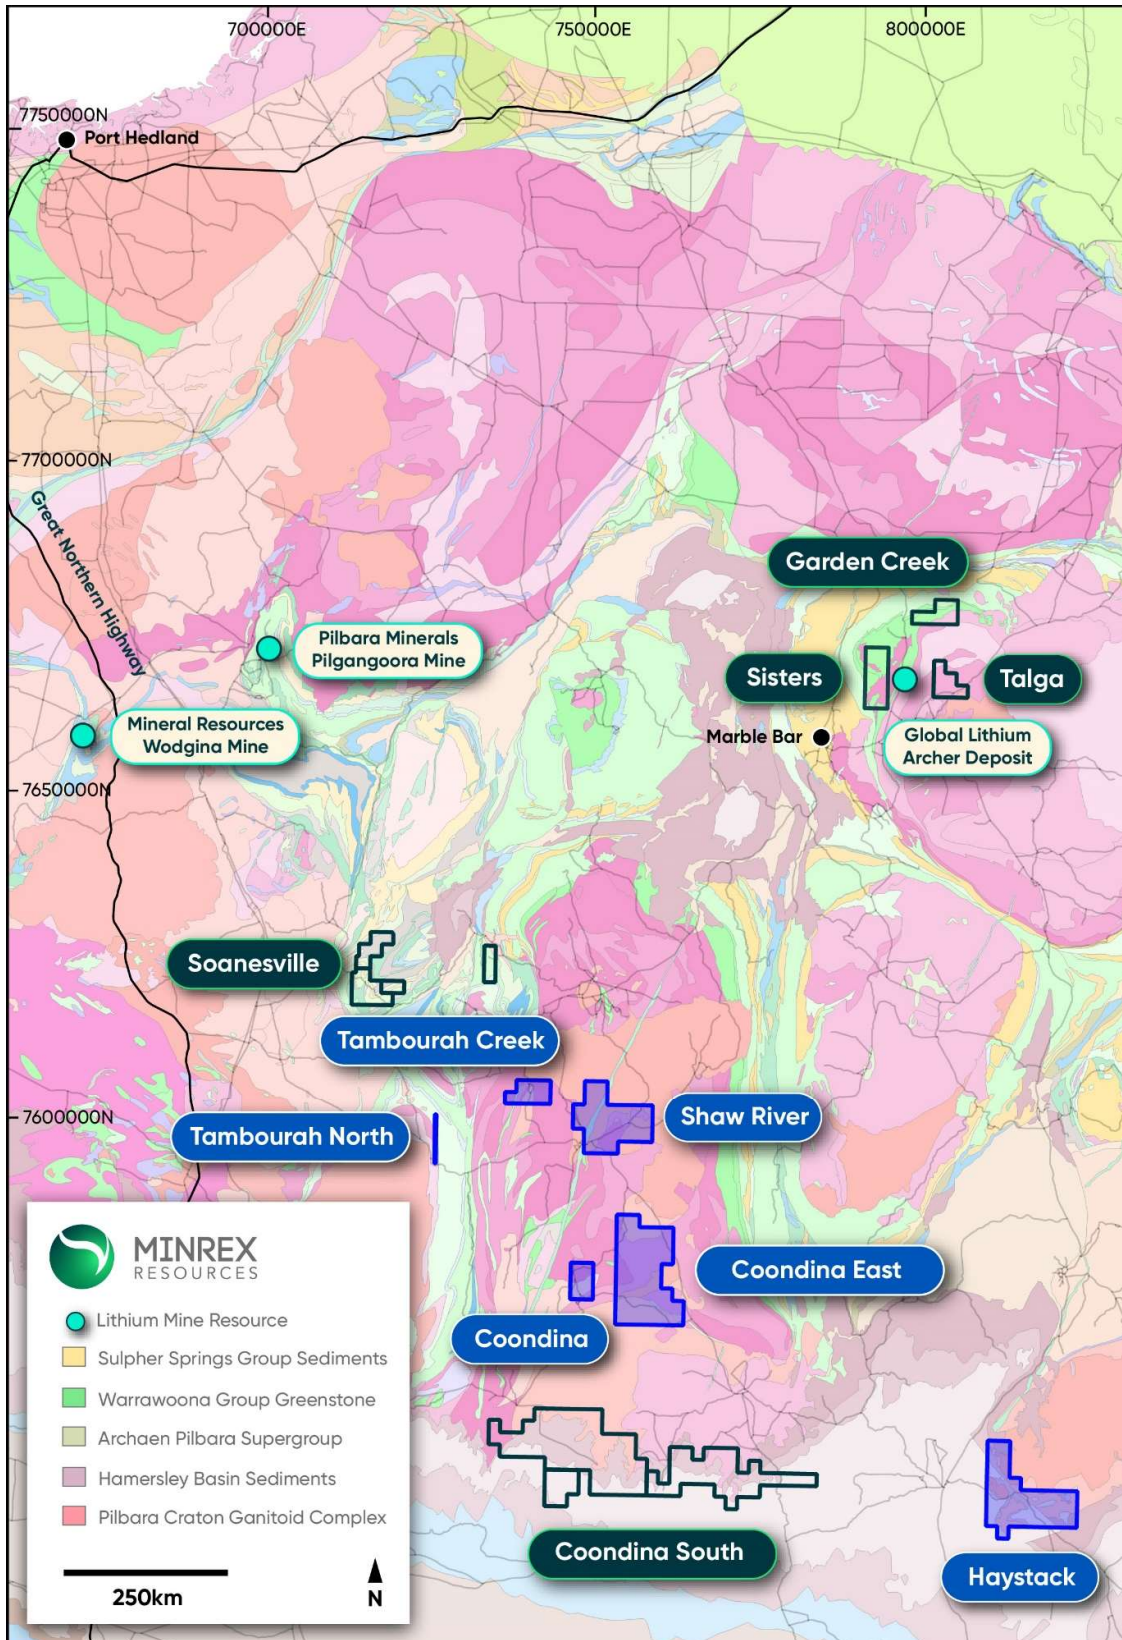 700000E
750000E
800000E
7750000N
Port Hedland
7700000N
Great Northern Highway
Garden Creek
Pilbara Minerals
Pilgangoora Mine
Sisters
Talga
Mineral Resources
Wodgina Mine
Marble Bar
Global Lithium
Archer Deposit
7650000N
Soanesville
Tambourah Creek
7600000N
Tambourah North
Shaw River
MINREX
RESOURCES
Coondina East
Lithium Mine Resource
Coondina
Sulpher Springs Group Sediments
Warrawoona Group Greenstone
Archaen Pilbara Supergroup
Hamersley Basin Sediments
Pilbara Craton Ganitoid Complex
Coondina South
Haystack
250km
N